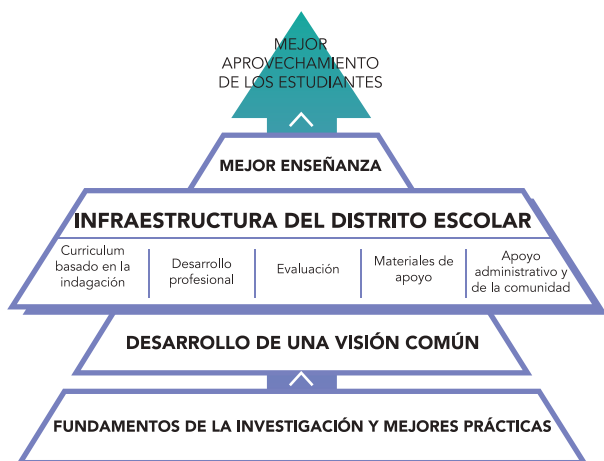 MEJOR
APROVECHAMIENTO
DE LOS ESTUDIANTES
MEJOR ENSEÑANZA
INFRAESTRUCTURA DEL DISTRITO ESCOLAR
Curriculum
basado en la
indagación
Desarrollo
profesional
Evaluación
Materiales de
apoyo
Apoyo
administrativo y
de la comunidad
DESARROLLO DE UNA VISIÓN COMÚN
FUNDAMENTOS DE LA INVESTIGACIÓN Y MEJORES PRÁCTICAS